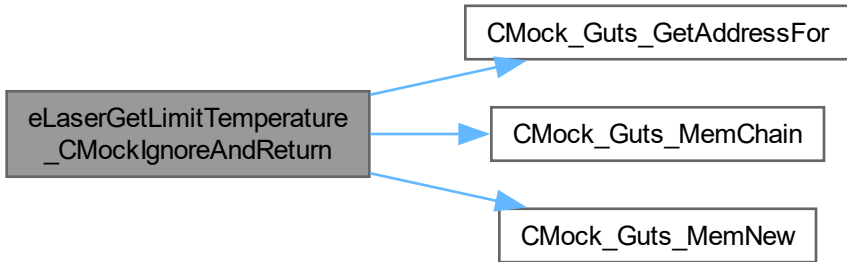 CMock_Guts_GetAddressFor
eLaserGetLimitTemperature
_CMockIgnoreAndReturn
CMock_Guts_MemChain
CMock_Guts_MemNew